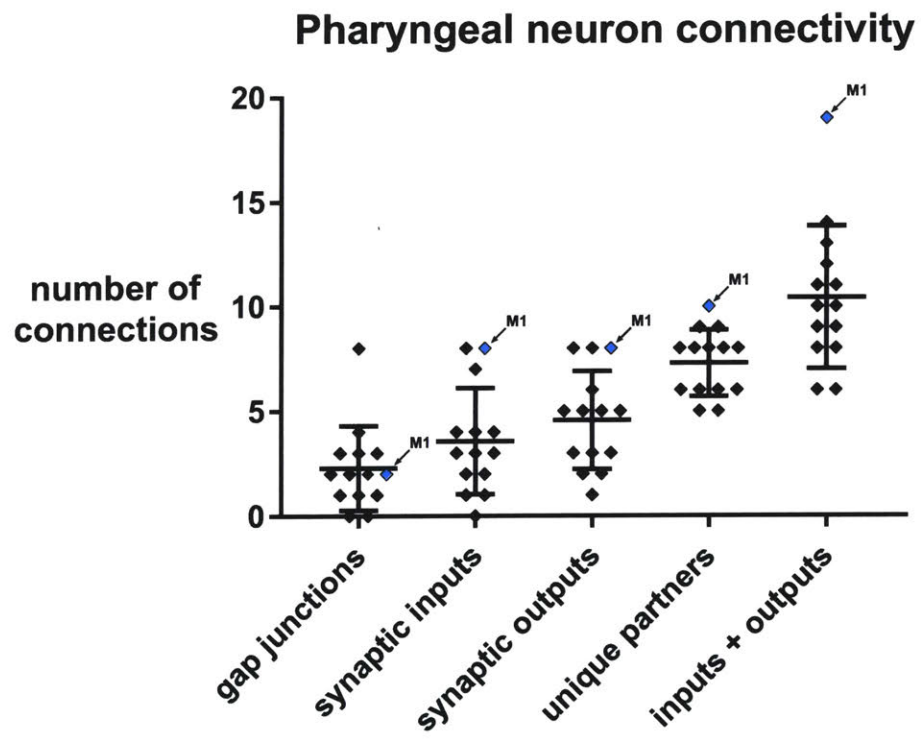 Pharyngeal neuron connectivity
20
15
10
5
0
number of
connections
M1
M1
M1
M1
M1
gap junctions
synaptic inputs
synaptic outputs
unique partners
inputs + outputs